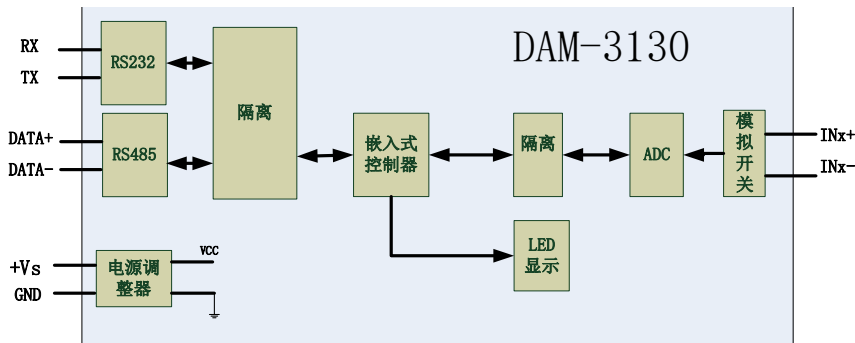 DAM-3130
RX
TX
RS232
DATA+
DATA-
RS485
隔离
嵌入式
控制器
隔离
ADC
模
拟
开
关
INx+
INx-
LED
显示
+Vs
GND
电源调
整器
VCC